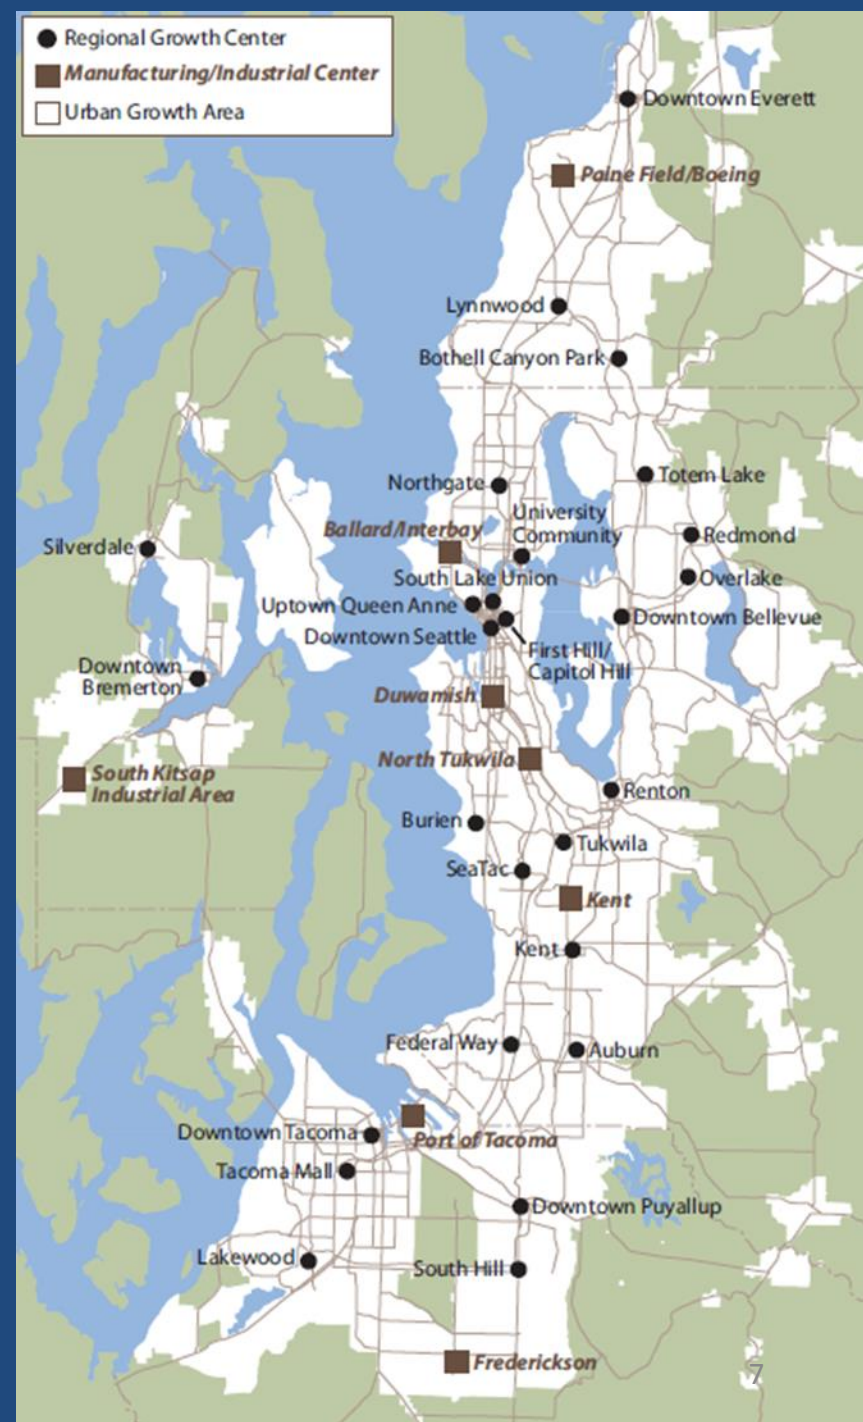 Regional Growth Center
Manufacturing/Industrial Center
Urban Growth Area
Downtown Everett
Paine Field/Boeing
Lynnwood
Bothell Canyon Park
Totem Lake
Northgate
University
Community
Ballard/Interbay
Redmond
Silverdale
South Lake Union
Overlake
Uptown Queen Anne
Downtown Bellevue
Downtown Seattle
First Hill/
Capitol Hill
Downtown
Bremerton
Duwamish
North Tukwila
South Kitsap
Industrial Area
Renton
Burien
Tukwila
SeaTac
Kent
Kent
Federal Way
Auburn
Downtown Tacoma
Port of Tacoma
Tacoma Mall
Downtown Puyallup
Lakewood
South Hill
Frederickson
7